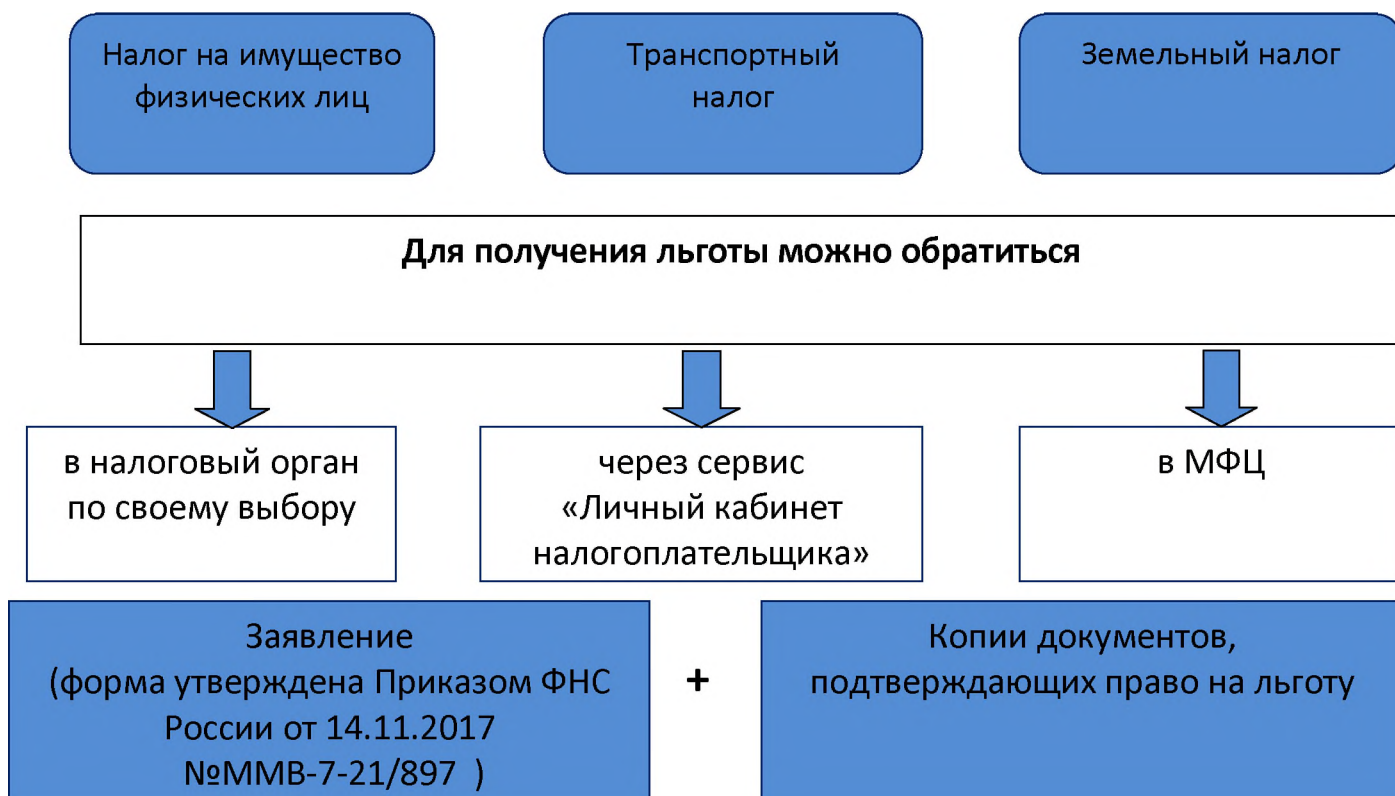 Налог на имущество
физических лиц
Транспортный
налог
Земельный налог
Для получения льготы можно обратиться
в налоговый орган
по своему выбору
через сервис
«Личный кабинет
налогоплательщика»
в МФЦ
Заявление
(форма утверждена Приказом ФНС
России от 14.11.2017
№ММВ-7-21/897 )
+
Копии документов,
подтверждающих право на льготу